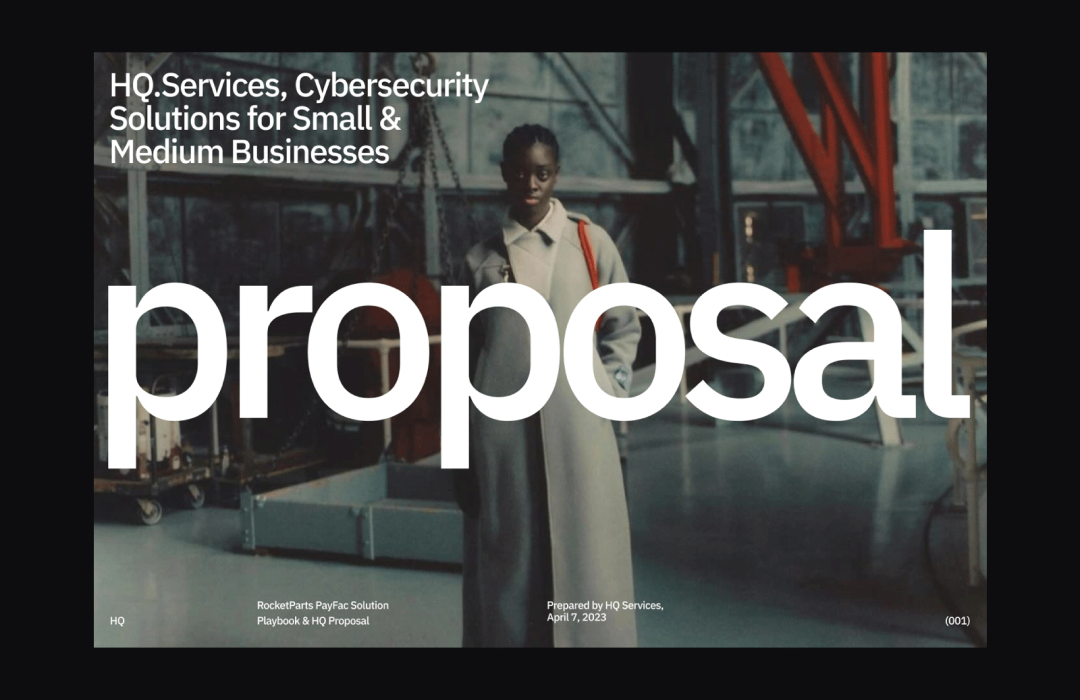 HQ.Services, Cybersecurity
Solutions for Small &
Medium Businesses
proposal
HQ
RocketParts PayFac Solution
Playbook & HQ Proposal
Prepared by HQ Services,
April 7, 2023
(001)